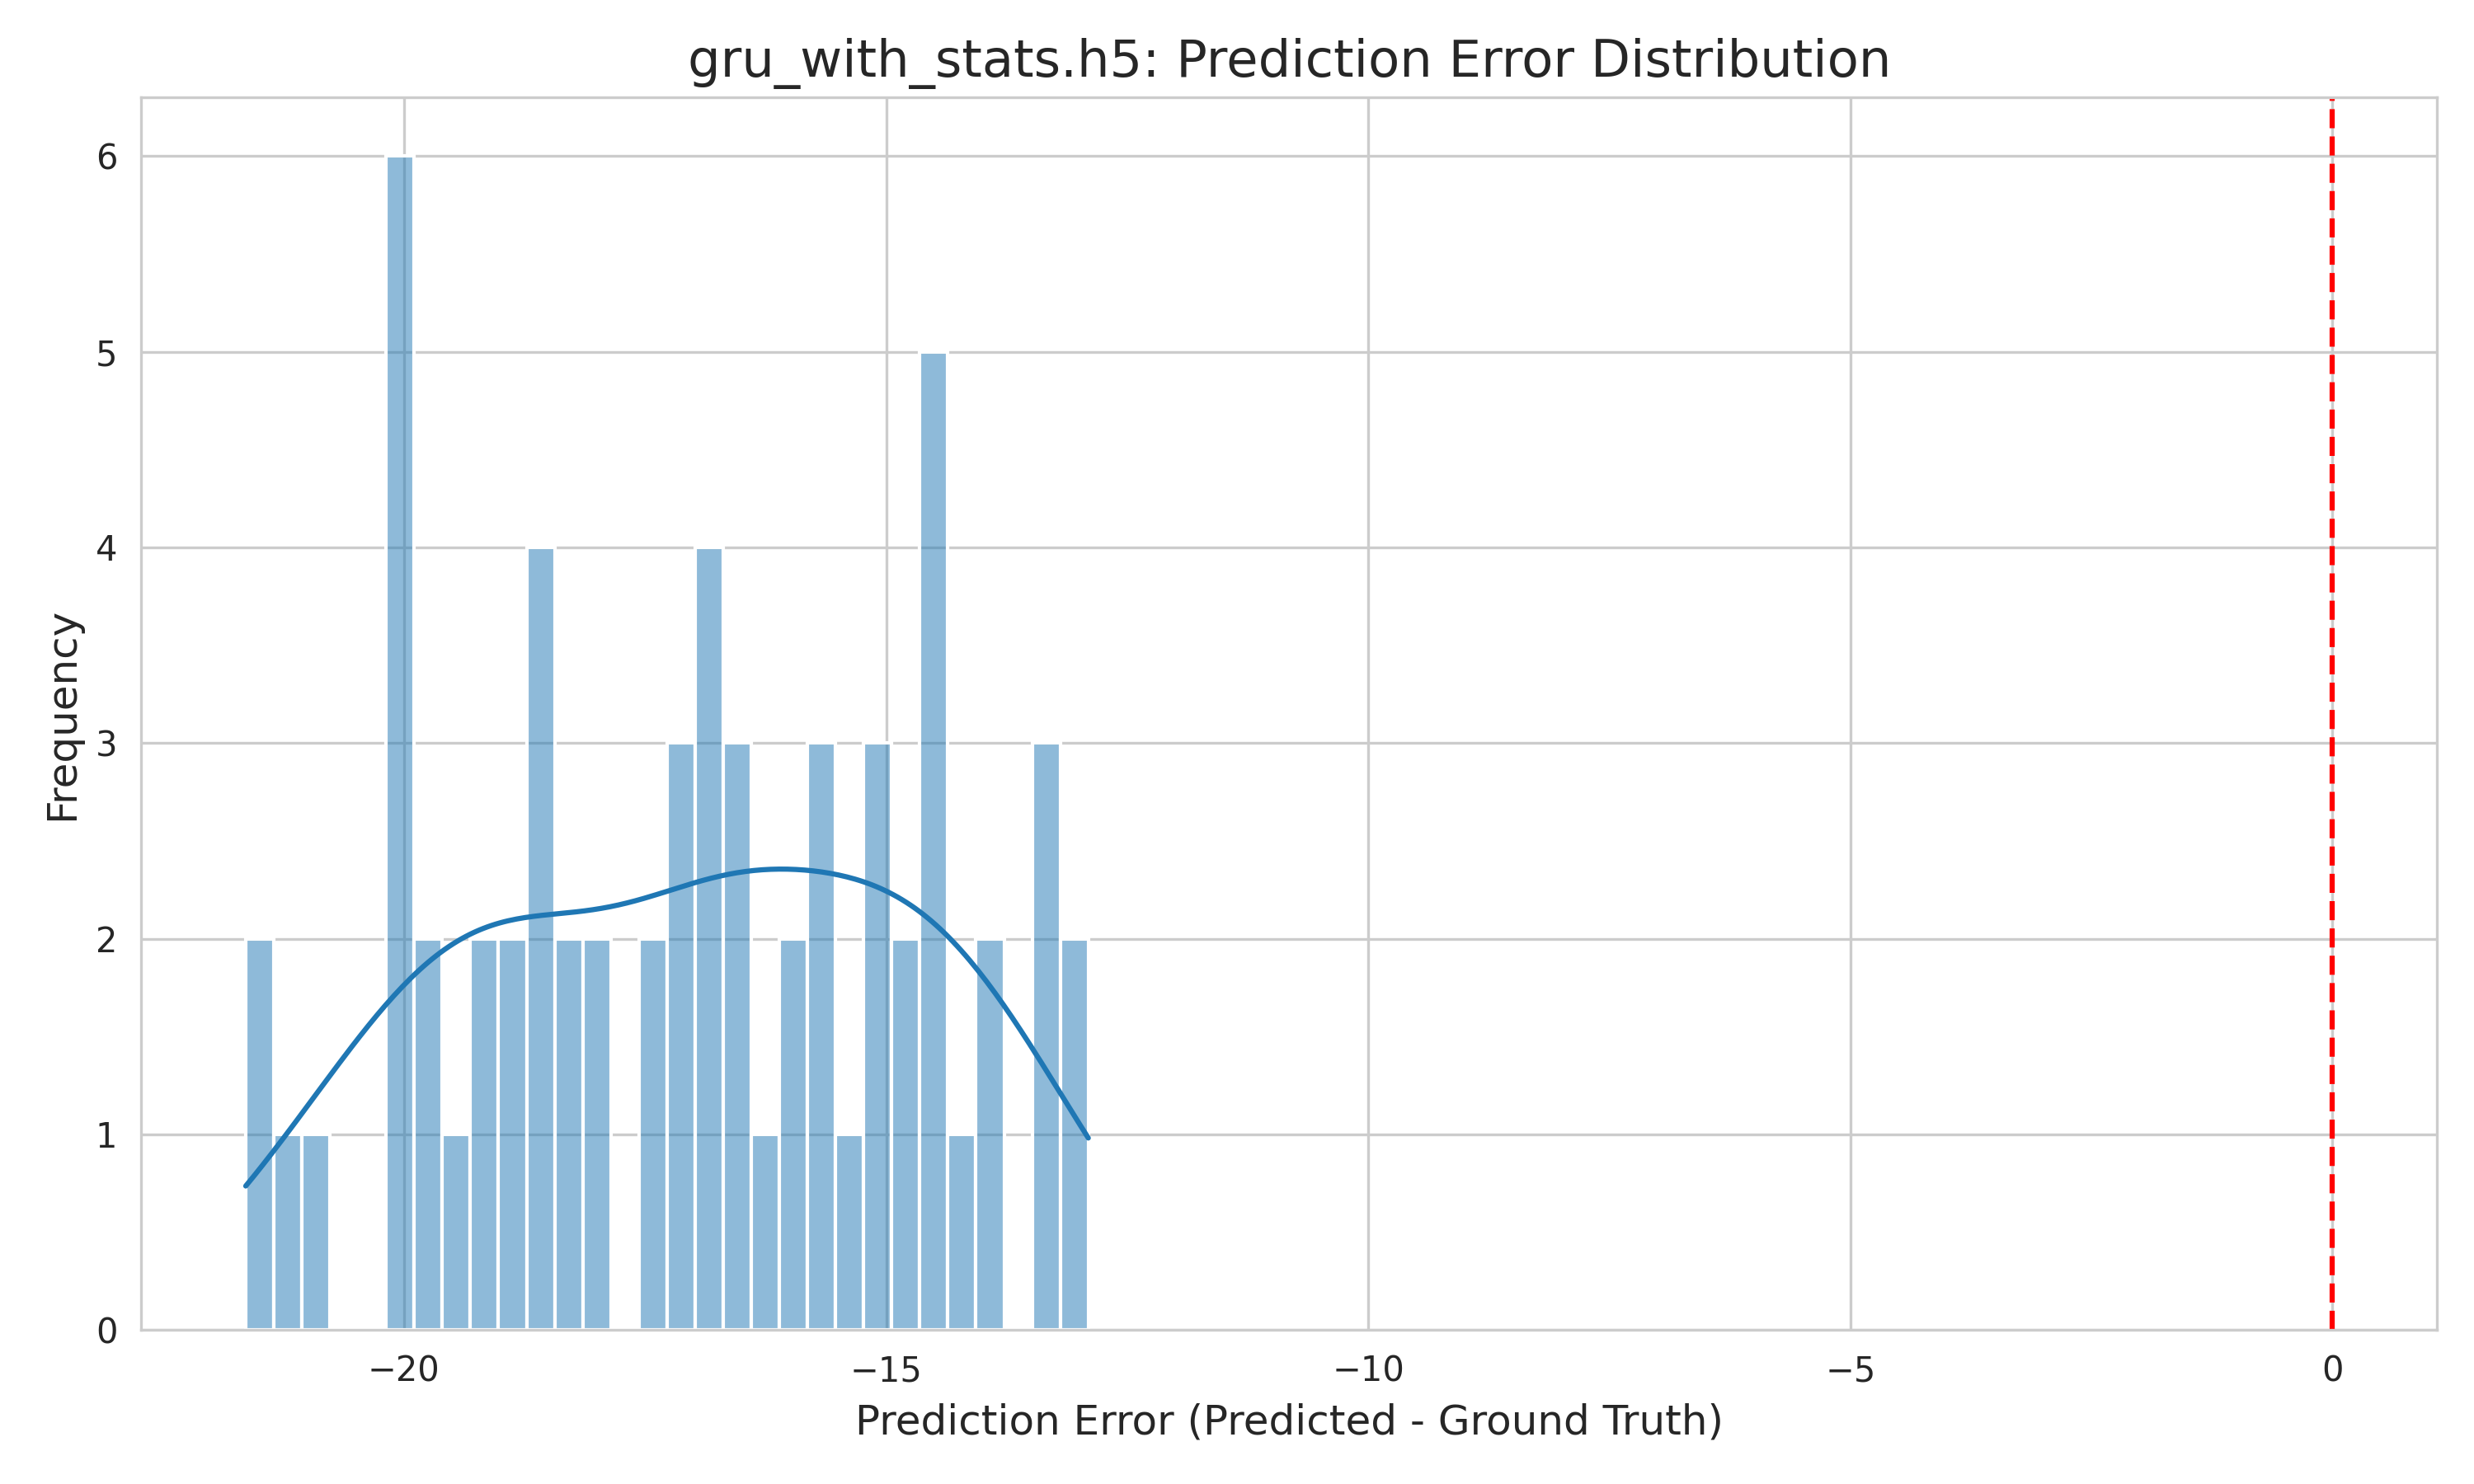 gru_with_stats.h5: Prediction Error Distribution
Frequency
6
5
4
3
2
1
0
−20 −15 −10 −5 0
Prediction Error (Predicted - Ground Truth)